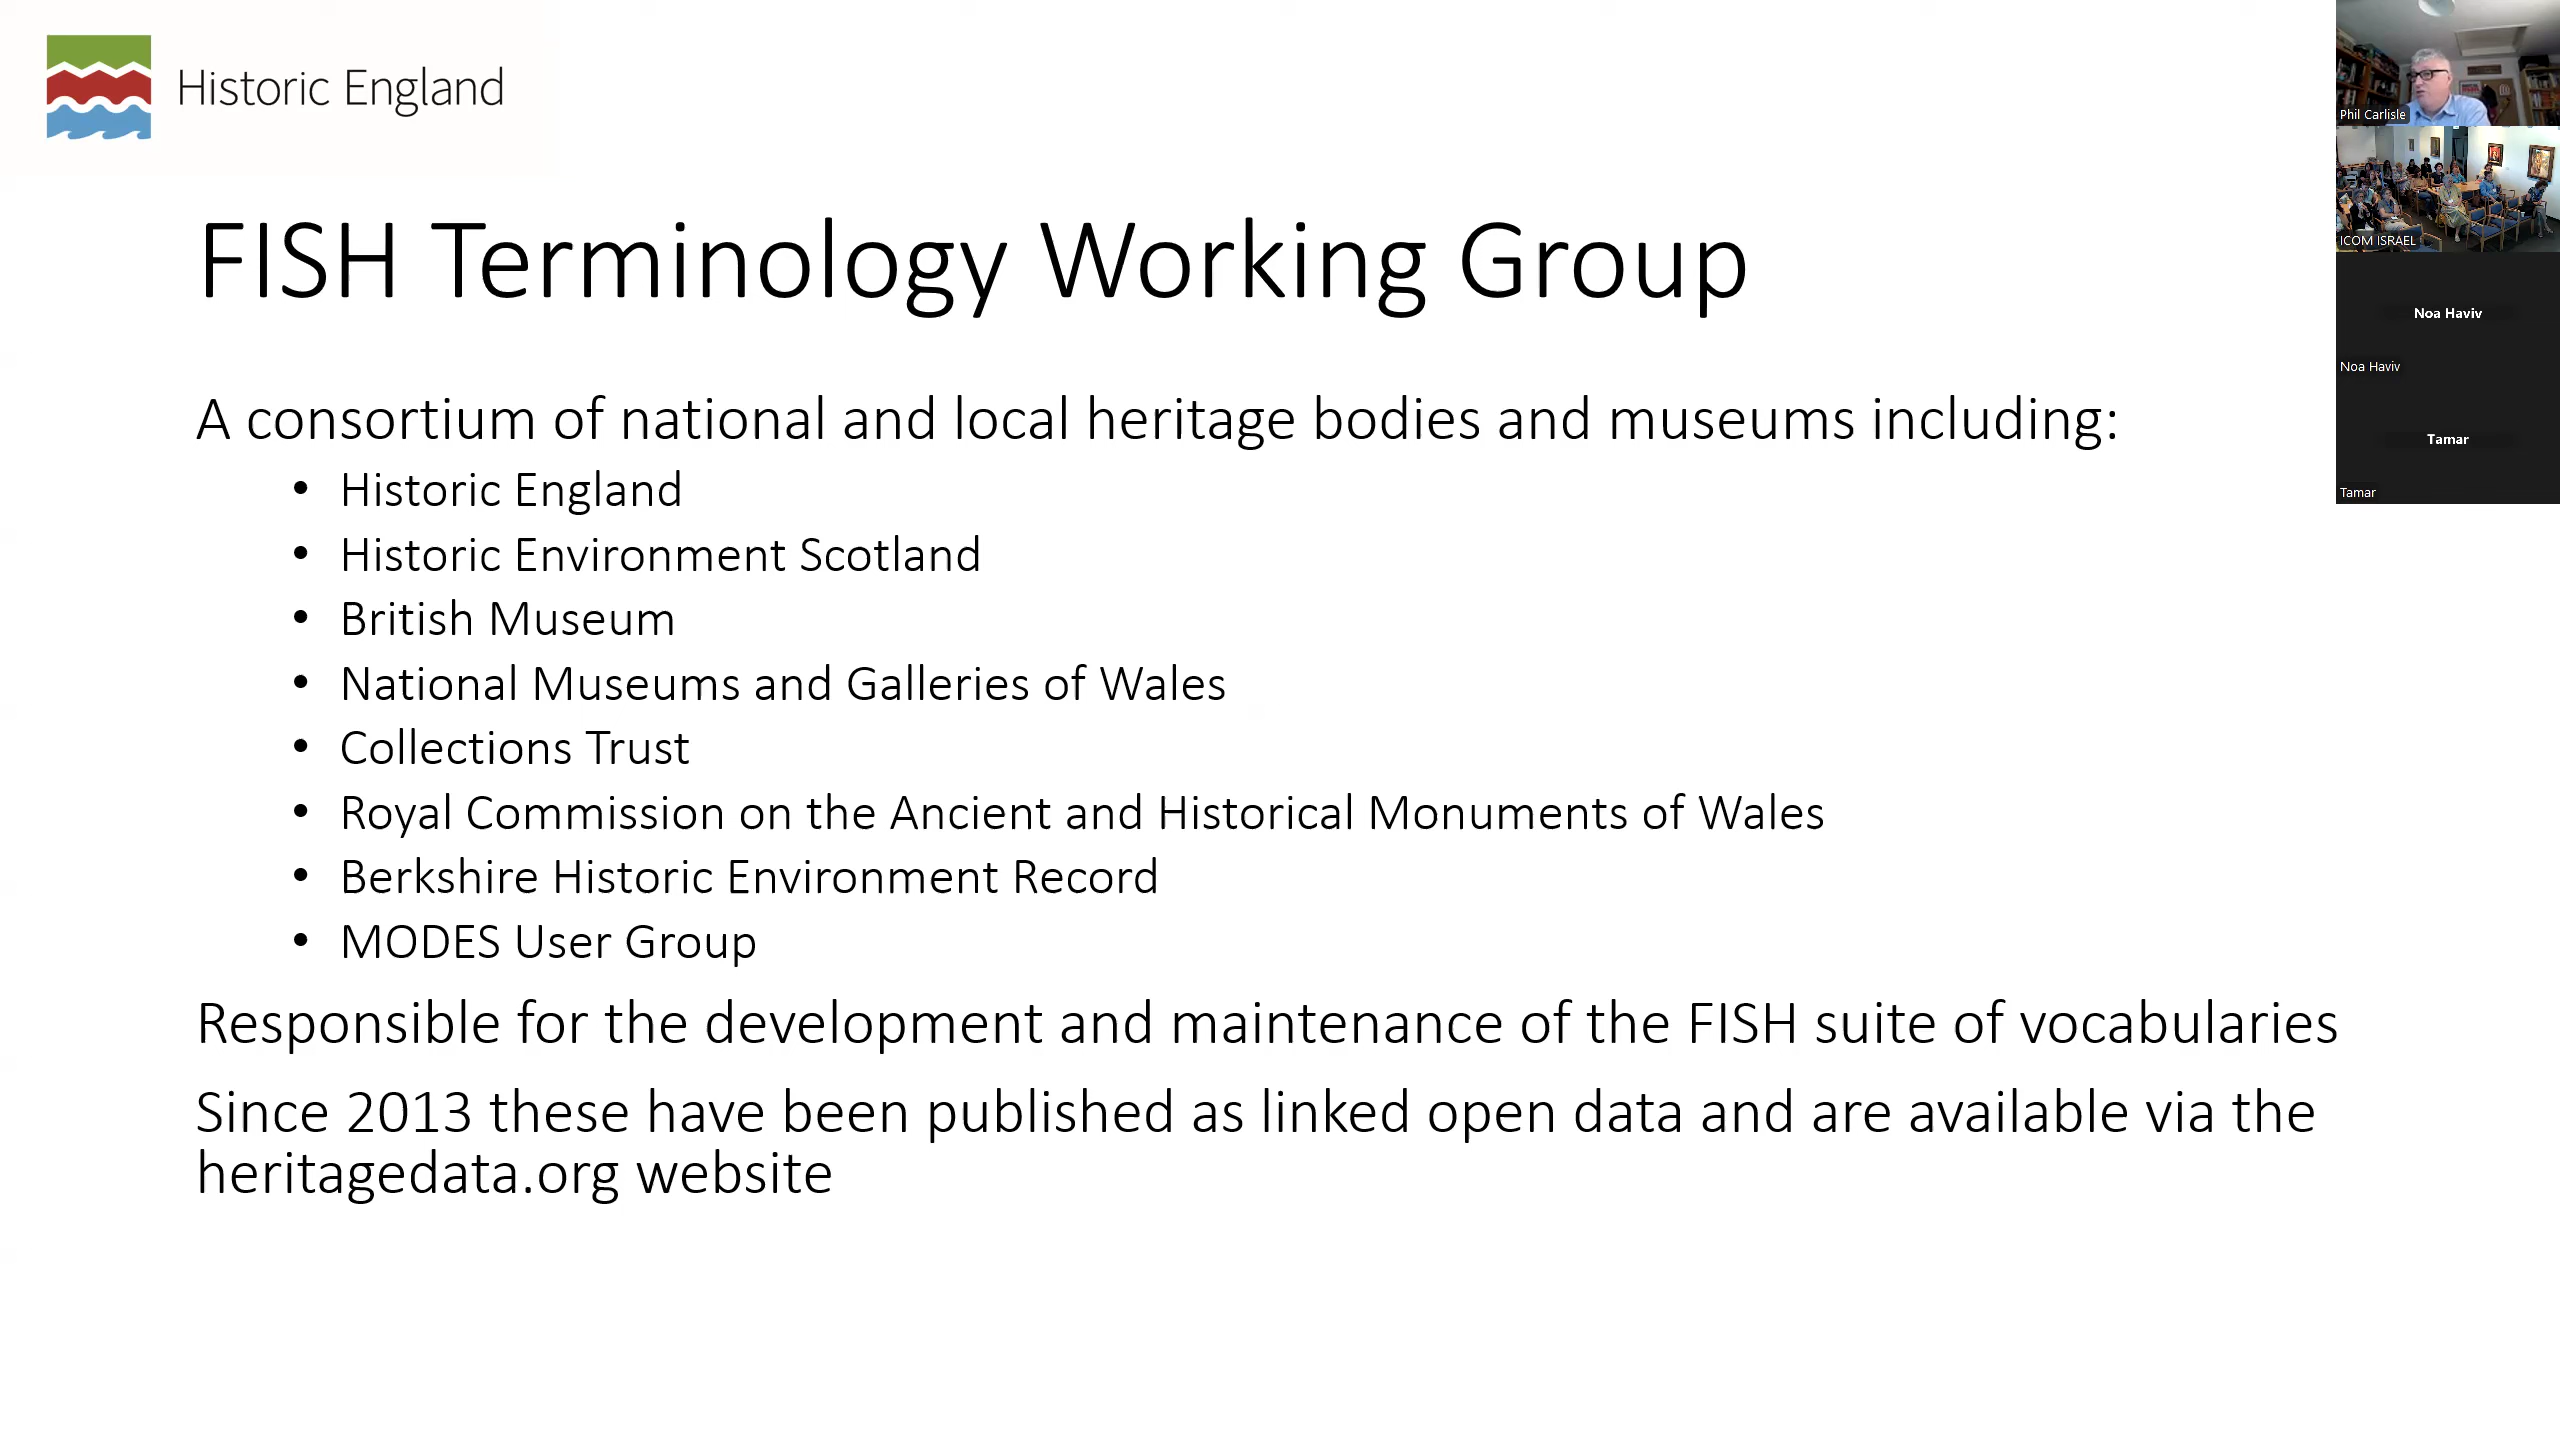 Historic England
FISH Terminology Working Group
A consortium of national and local heritage bodies and museums including:
• Historic England
• Historic Environment Scotland
• British Museum
• National Museums and Galleries of Wales
• Collections Trust
• Royal Commission on the Ancient and Historical Monuments of Wales
• Berkshire Historic Environment Record
• MODES User Group
Responsible for the development and maintenance of the FISH suite of vocabularies
Since 2013 these have been published as linked open data and are available via the
heritagedata.org website
Phil Carlisle
ICOM ISRAEL
Noa Haviv
Noa Haviv
Tamar
Tamar